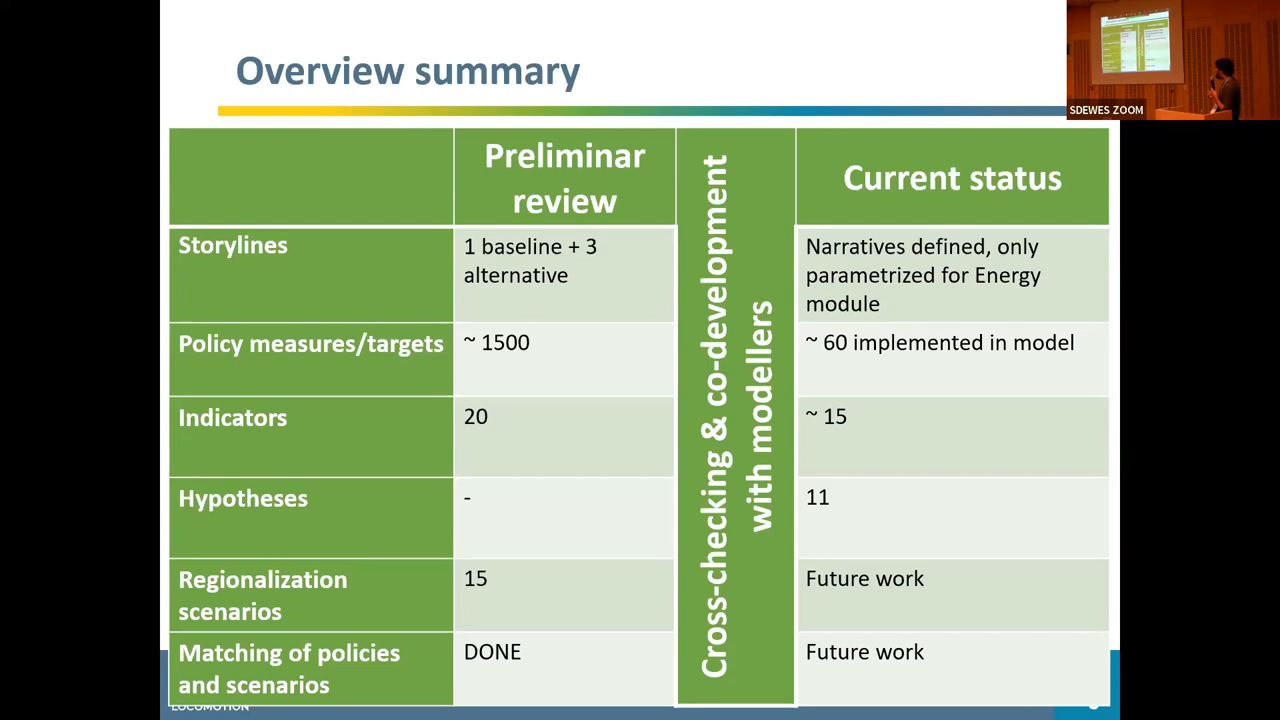 Overview summary
SDEWES ZOOM
Preliminar
review
Current status
Cross-checking & co-development
with modellers
Storylines
1 baseline + 3
alternative
Narratives defined, only
parametrized for Energy
module
Policy measures/targets
~ 1500
~ 60 implemented in model
Indicators
20
~ 15
Hypotheses
-
11
Regionalization
scenarios
15
Future work
Matching of policies
and scenarios
DONE
Future work
LOCOMOTION